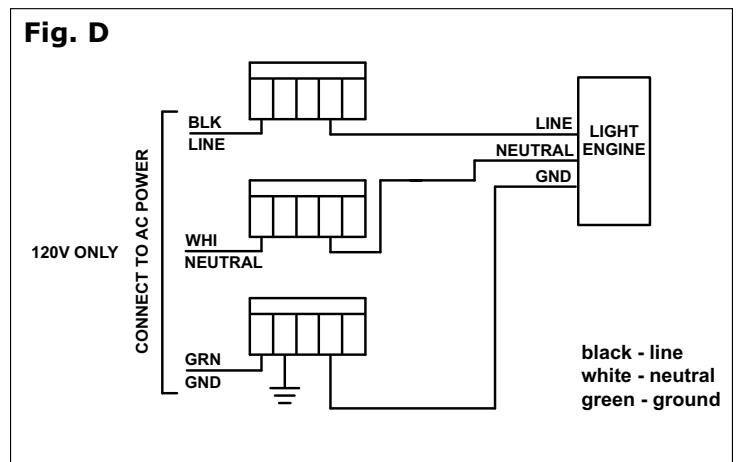 Fig. D
BLK
LINE
WHI
NEUTRAL
GRN
GND
120V ONLY
CONNECT TO AC POWER
LINE
NEUTRAL
GND
LIGHT
ENGINE
black - line
white - neutral
green - ground